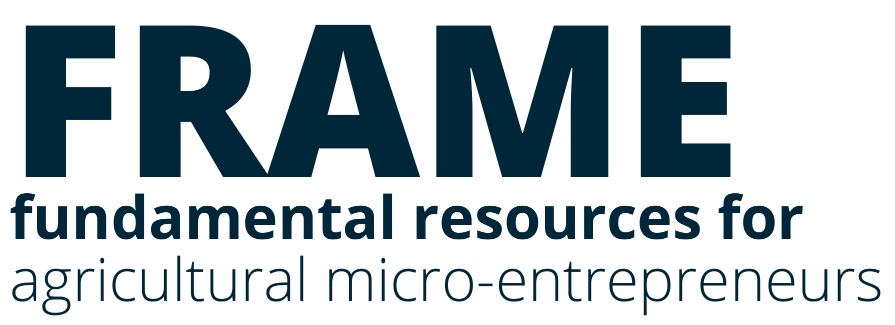 FRAME
fundamental resources for
agricultural micro-entrepreneurs